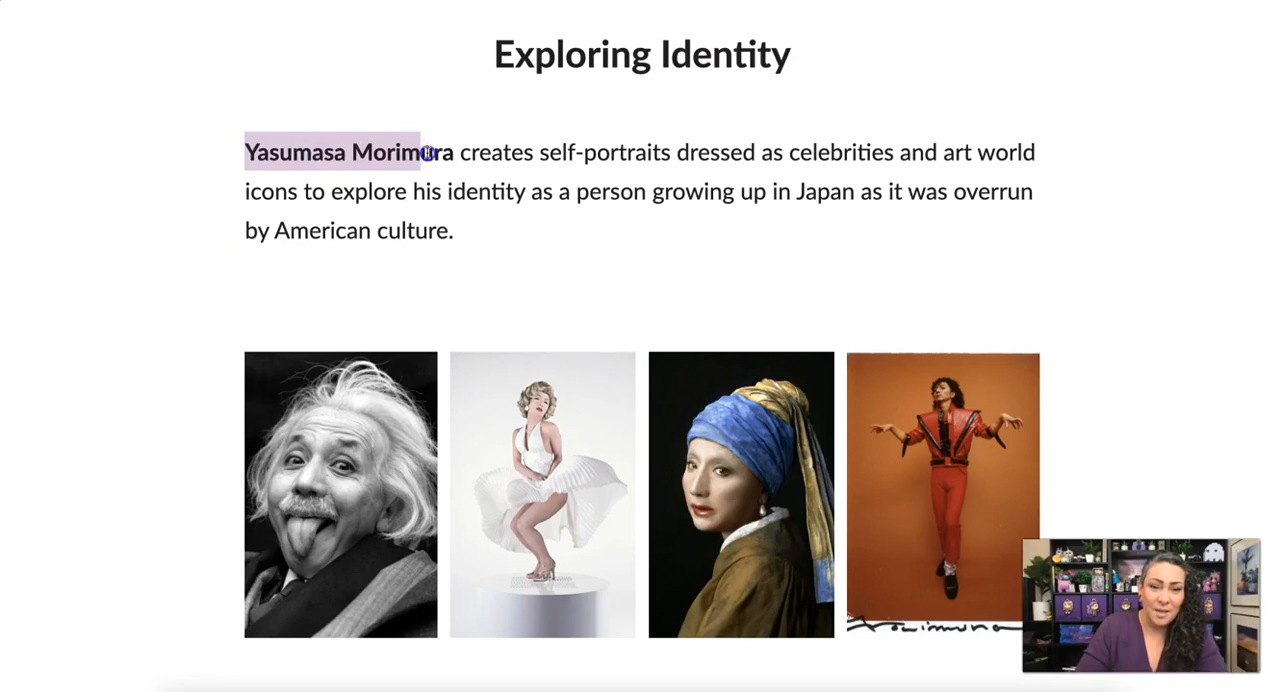 Exploring Identity
Yasumasa Morimura creates self-portraits dressed as celebrities and art world
icons to explore his identity as a person growing up in Japan as it was overrun
by American culture.